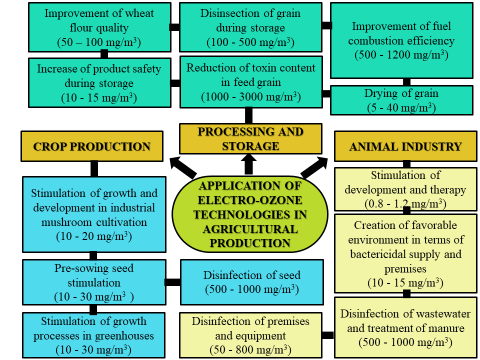 Improvement of wheat
flour quality
(50 – 100 mg/m³)
Disinsection of grain
during storage
(100 - 500 mg/m³)
Improvement of fuel
combustion efficiency
(500 - 1200 mg/m³)
Increase of product safety
during storage
(10 - 15 mg/m³)
Reduction of toxin content
in feed grain
(1000 - 3000 mg/m³)
Drying of grain
(5 - 40 mg/m³)
CROP PRODUCTION
PROCESSING AND
STORAGE
ANIMAL INDUSTRY
APPLICATION OF
ELECTRO-OZONE
TECHNOLOGIES IN
AGRICULTURAL
PRODUCTION
Stimulation of growth and
development in industrial
mushroom cultivation
(10 - 20 mg/m³)
Pre-sowing seed
stimulation
(10 - 30 mg/m³ )
Disinfection of seed
(500 - 1000 mg/m³)
Stimulation of growth
processes in greenhouses
(10 - 30 mg/m³)
Stimulation of
development and therapy
(0.8 - 1.2 mg/m³)
Creation of favorable
environment in terms of
bactericidal supply and
premises
(10 - 15 mg/m³)
Disinfection of premises
and equipment
(50 - 800 mg/m³)
Disinfection of wastewater
and treatment of manure
(500 - 1000 mg/m³)